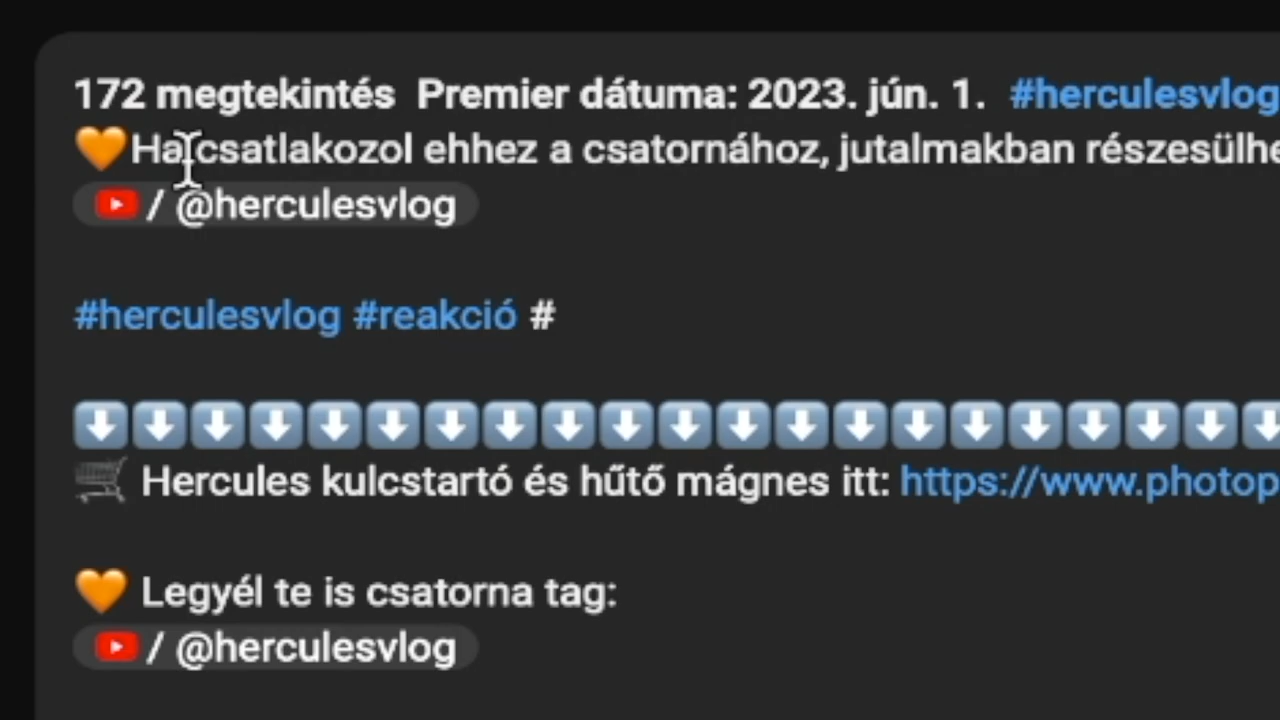 172 megtekintés Premier dátuma: 2023. jún. 1. #herculesvlog
🧡Ha csatlakozol ehhez a csatornához, jutalmakban
/ @herculesvlog
#herculesvlog #reakció #
⬇⬇⬇⬇⬇⬇⬇⬇⬇⬇⬇⬇⬇⬇⬇⬇⬇⬇⬇⬇⬇
🛒 Hercules kulcstartó és hűtő mágnes itt: https://www.photop
🧡 Legyél te is csatorna tag:
/ @herculesvlog